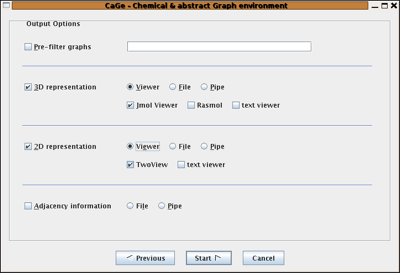 CaGe - Chemical & abstract Graph environment
Output Options
Pre-filter graphs
3D representation Viewer File Pipe
Jmol Viewer Rasmol text viewer
2D representation Viewer File Pipe
TwoView text viewer
Adjacency information File Pipe
Previous Start Cancel